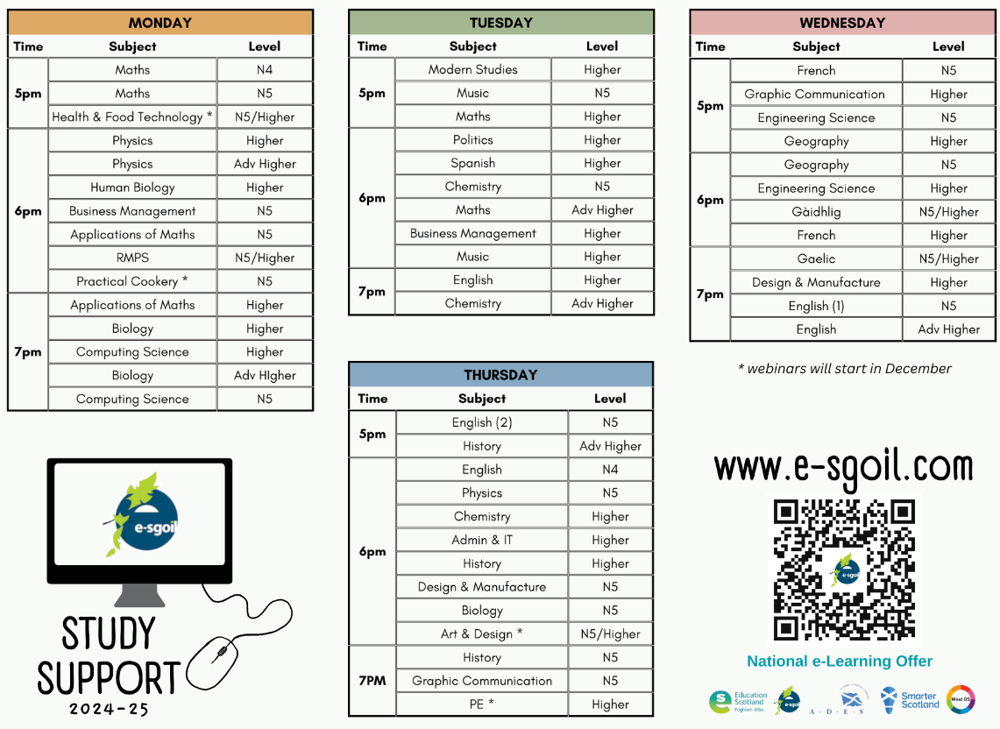 MONDAY
Time Subject Level
5pm
Maths N4
Maths N5
Health & Food Technology * N5/Higher
6pm
Physics Higher
Physics Adv Higher
Human Biology Higher
Business Management N5
Applications of Maths N5
RMPS N5/Higher
Practical Cookery * N5
7pm
Applications of Maths Higher
Biology Higher
Computing Science Higher
Biology Adv HIgher
Computing Science N5
TUESDAY
Time Subject Level
5pm
Modern Studies Higher
Music N5
Maths Higher
6pm
Politics Higher
Spanish Higher
Chemistry N5
Maths Adv Higher
Business Management Higher
Music Higher
7pm
English Higher
Chemistry Adv Higher
WEDNESDAY
Time Subject Level
5pm
French N5
Graphic Communication Higher
Engineering Science N5
Geography Higher
6pm
Geography N5
Engineering Science Higher
Gàidhlig N5/Higher
French Higher
7pm
Gaelic N5/Higher
Design & Manufacture Higher
English (1) N5
English Adv Higher
* webinars will start in December
THURSDAY
Time Subject Level
5pm
English (2) N5
History Adv Higher
6pm
English N4
Physics N5
Chemistry Higher
Admin & IT Higher
History Higher
Design & Manufacture N5
Biology N5
Art & Design * N5/Higher
7PM
History N5
Graphic Communication N5
PE * Higher
e-sgoil
STUDY
SUPPORT
2024-25
www.e-sgoil.com
e-sgoil
National e-Learning Offer
Education
Scotland
Foghlam Alba
e-sgoil
A·D·E·S
Smarter
Scotland
West OS